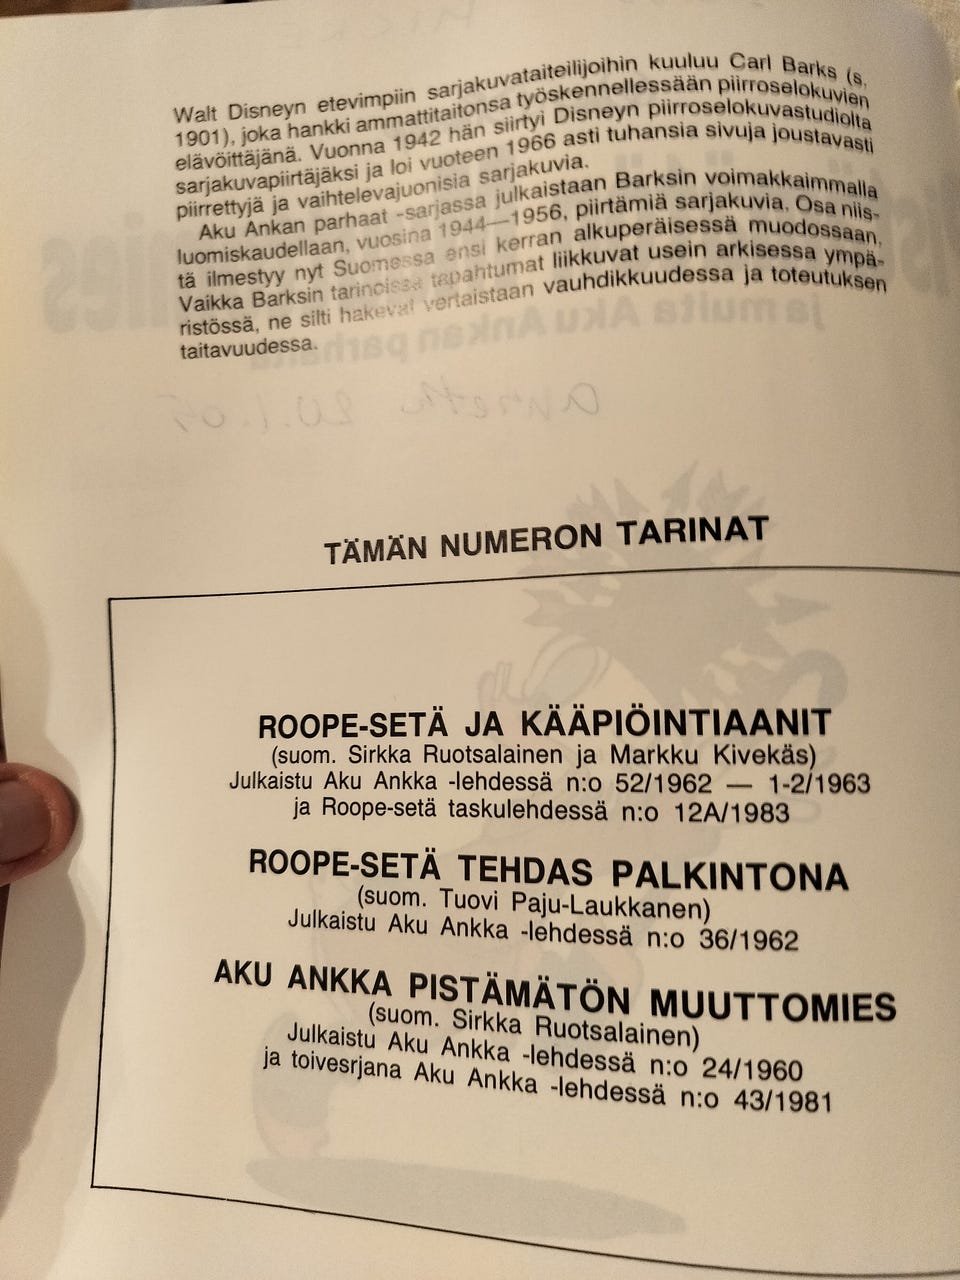 Walt Disneyn etevimpiin sarjakuvataiteilijoihin kuuluu Carl Barks (s.
1901), joka hankki ammattitaitonsa työskennellessään piirroselokuvien
elävöittäjänä. Vuonna 1942 hän siirtyi Disneyn piirroselokuvastudiolta
sarjakuvapiirtäjäksi ja loi vuoteen 1966 asti tuhansia sivuja joustavasti
piirrettyjä ja vaihtelevajuonisia sarjakuvia.
Aku Ankan parhaat -sarjassa julkaistaan Barksin voimakkaimmalla
luomiskaudellaan, vuosina 1944—1956, piirtämiä sarjakuvia. Osa niis-
tä ilmestyy nyt Suomessa ensi kerran alkuperäisessä muodossaan.
Vaikka Barksin tarinoissa tapahtumat liikkuvat usein arkisessa ympä-
ristössä, ne silti hakevat vertaistaan vauhdikkuudessa ja toteutuksen
taitavuudessa.
TÄMÄN NUMERON TARINAT
ROOPE-SETÄ JA KÄÄPIÖINTIAANIT
(suom. Sirkka Ruotsalainen ja Markku Kivekäs)
Julkaistu Aku Ankka -lehdessä n:o 52/1962 — 1-2/1963
ja Roope-setä taskulehdessä n:o 12A/1983
ROOPE-SETÄ TEHDAS PALKINTONA
(suom. Tuovi Paju-Laukkanen)
Julkaistu Aku Ankka -lehdessä n:o 36/1962
AKU ANKKA PISTÄMÄTÖN MUUTTOMIES
(suom. Sirkka Ruotsalainen)
Julkaistu Aku Ankka -lehdessä n:o 24/1960
ja toivesrjana Aku Ankka -lehdessä n:o 43/1981